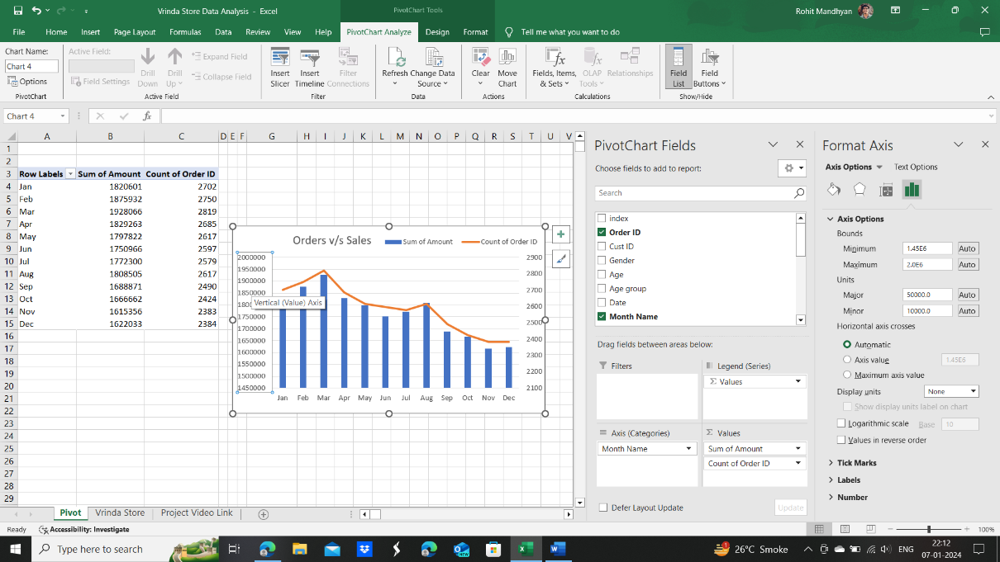 Vrinda Store Data Analysis - Excel
PivotChart Tools
Rohit Mandhyan
File Home Insert Page Layout Formulas Data Review View Help PivotChart Analyze Design Format Tell me what you want to do
Chart Name:
Chart 4
Options
PivotChart
Active Field:
Field Settings
Drill Down
Drill Up
Expand Field
Collapse Field
Active Field
Insert Slicer
Insert Timeline
Filter Connections
Filter
Refresh
Change Data Source
Data
Clear
Move Chart
Actions
Fields, Items, & Sets
OLAP Tools
Relationships
Calculations
Field List
Field Buttons
Show/Hide
Chart 4
fx
A B C D E F G H I J K L M N O P Q R S T U V
1
2
3 Row Labels Sum of Amount Count of Order ID
4 Jan 1820601 2702
5 Feb 1875932 2750
6 Mar 1928066 2819
7 Apr 1829263 2685
8 May 1797822 2617
9 Jun 1750966 2597
10 Jul 1772300 2579
11 Aug 1808505 2617
12 Sep 1688871 2490
13 Oct 1666662 2424
14 Nov 1615356 2383
15 Dec 1622033 2384
16
17
18
19
20
21
22
23
24
25
26
27
28
29
Orders v/s Sales
Sum of Amount
Count of Order ID
2000000
1950000
1900000
1850000
Vertical (Value) Axis
1750000
1700000
1650000
1600000
1550000
1500000
1450000
2900
2800
2700
2600
2500
2400
2300
2200
2100
Jan Feb Mar Apr May Jun Jul Aug Sep Oct Nov Dec
PivotChart Fields
Choose fields to add to report:
Search
index
Order ID
Cust ID
Gender
Age
Age group
Date
Month Name
Drag fields between areas below:
Filters
Legend (Series)
Σ Values
Axis (Categories)
Month Name
Σ Values
Sum of Amount
Count of Order ID
Defer Layout Update
Update
Format Axis
Axis Options
Text Options
Axis Options
Bounds
Minimum 1.45E6 Auto
Maximum 2.0E6 Auto
Units
Major 50000.0 Auto
Minor 10000.0 Auto
Horizontal axis crosses
Automatic
Axis value 1.45E6
Maximum axis value
Display units None
Show display units label on chart
Logarithmic scale Base 10
Values in reverse order
Tick Marks
Labels
Number
Pivot Vrinda Store Project Video Link
Ready Accessibility: Investigate
100%
Type here to search
26°C Smoke
ENG
22:12
07-01-2024